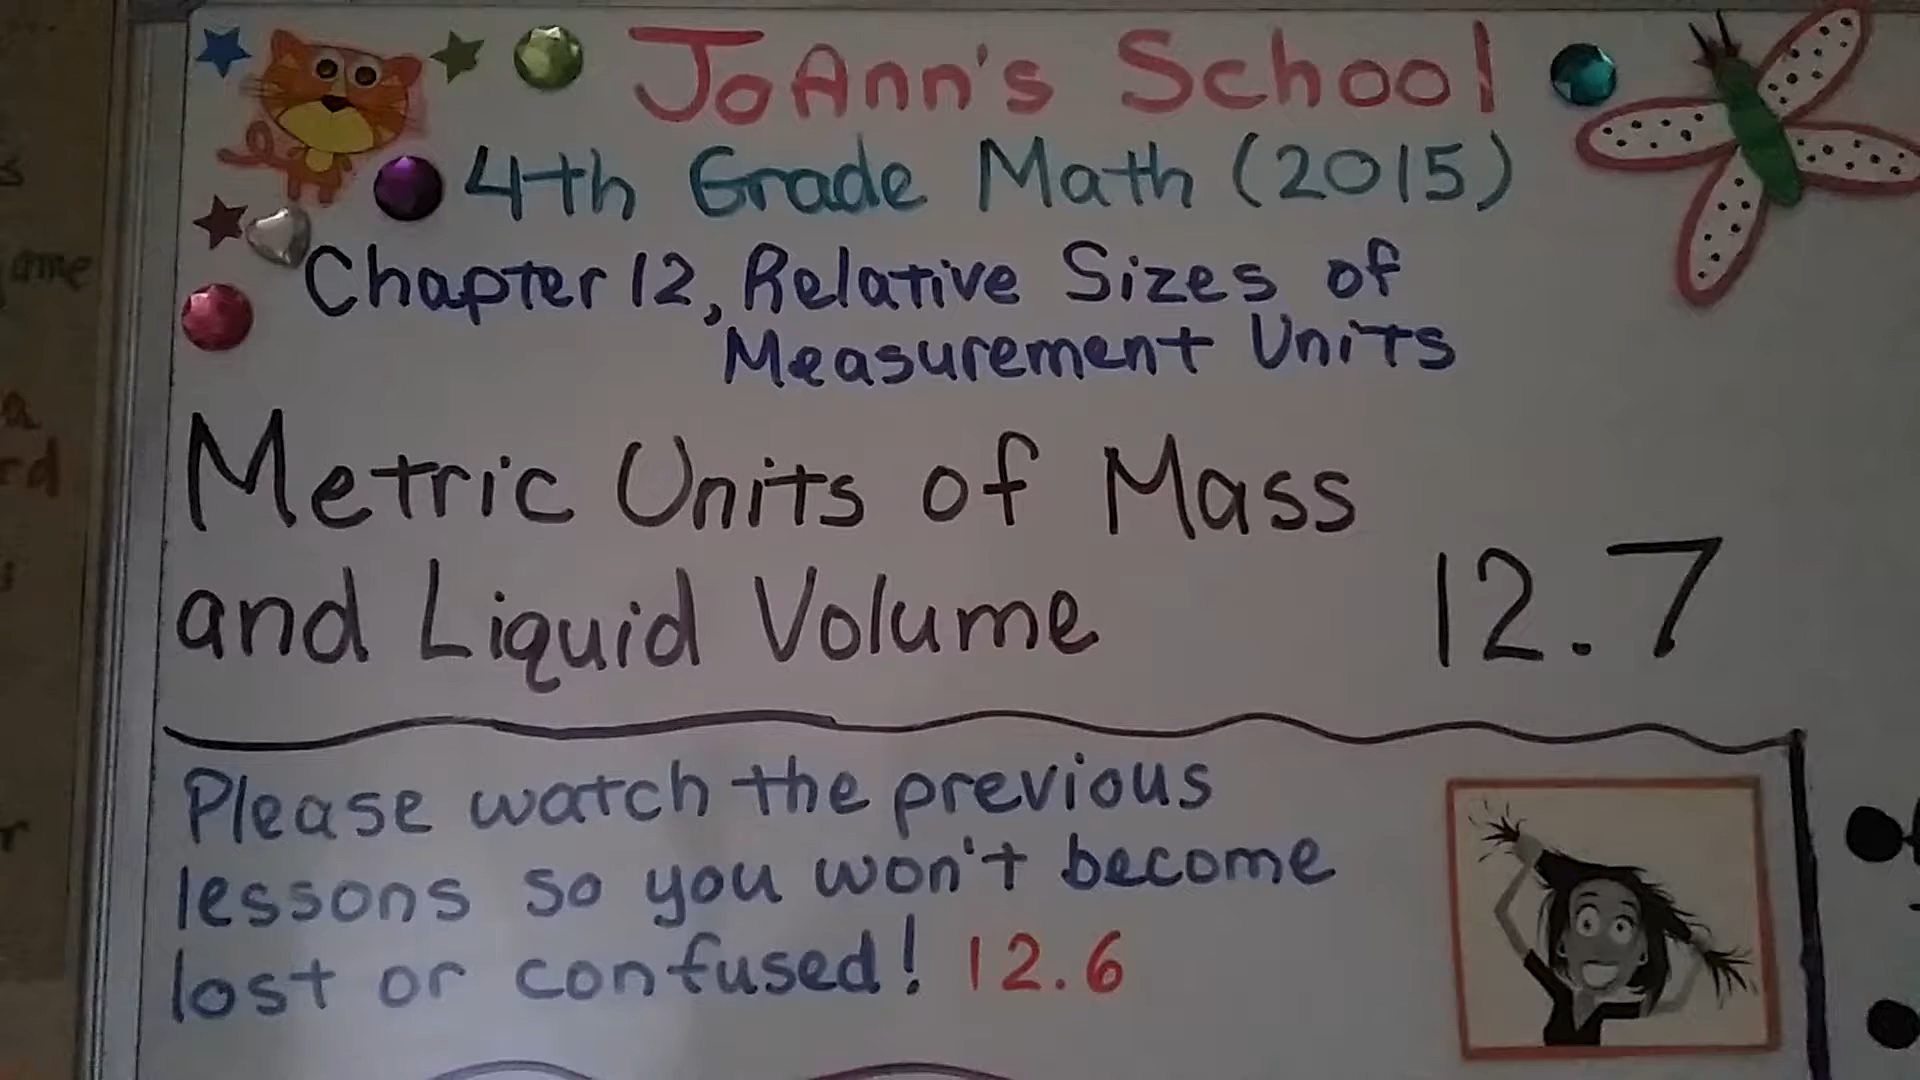 JoAnn's School
4th Grade Math (2015)
Chapter 12, Relative Sizes of
Measurement Units
Metric Units of Mass
and Liquid Volume 12.7
Please watch the previous
lessons so you won't become
lost or confused! 12.6